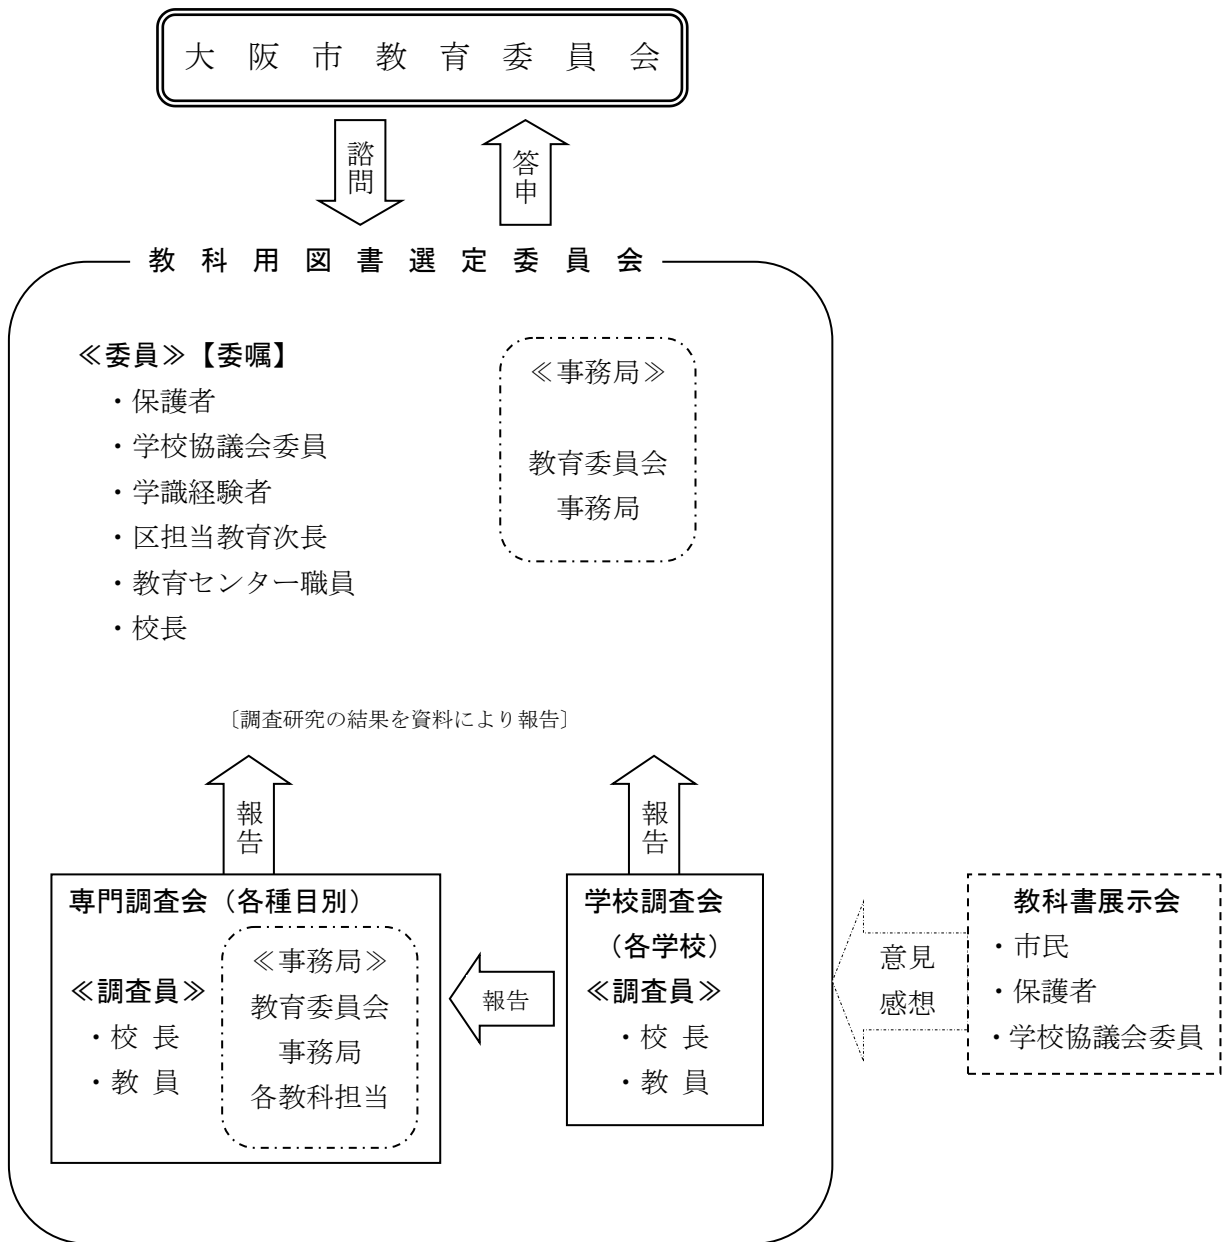 大阪市教育委員会
諮問
答申
教科用図書選定委員会
≪委員≫【委嘱】
・保護者
・学校協議会委員
・学識経験者
・区担当教育次長
・教育センター職員
・校長
≪事務局≫
教育委員会
事務局
〔調査研究の結果を資料により報告〕
報告
報告
専門調査会（各種目別）
≪調査員≫
・校 長
・教 員
≪事務局≫
教育委員会
事務局
各教科担当
報告
学校調査会
（各学校）
≪調査員≫
・校 長
・教 員
意見
感想
教科書展示会
・市民
・保護者
・学校協議会委員